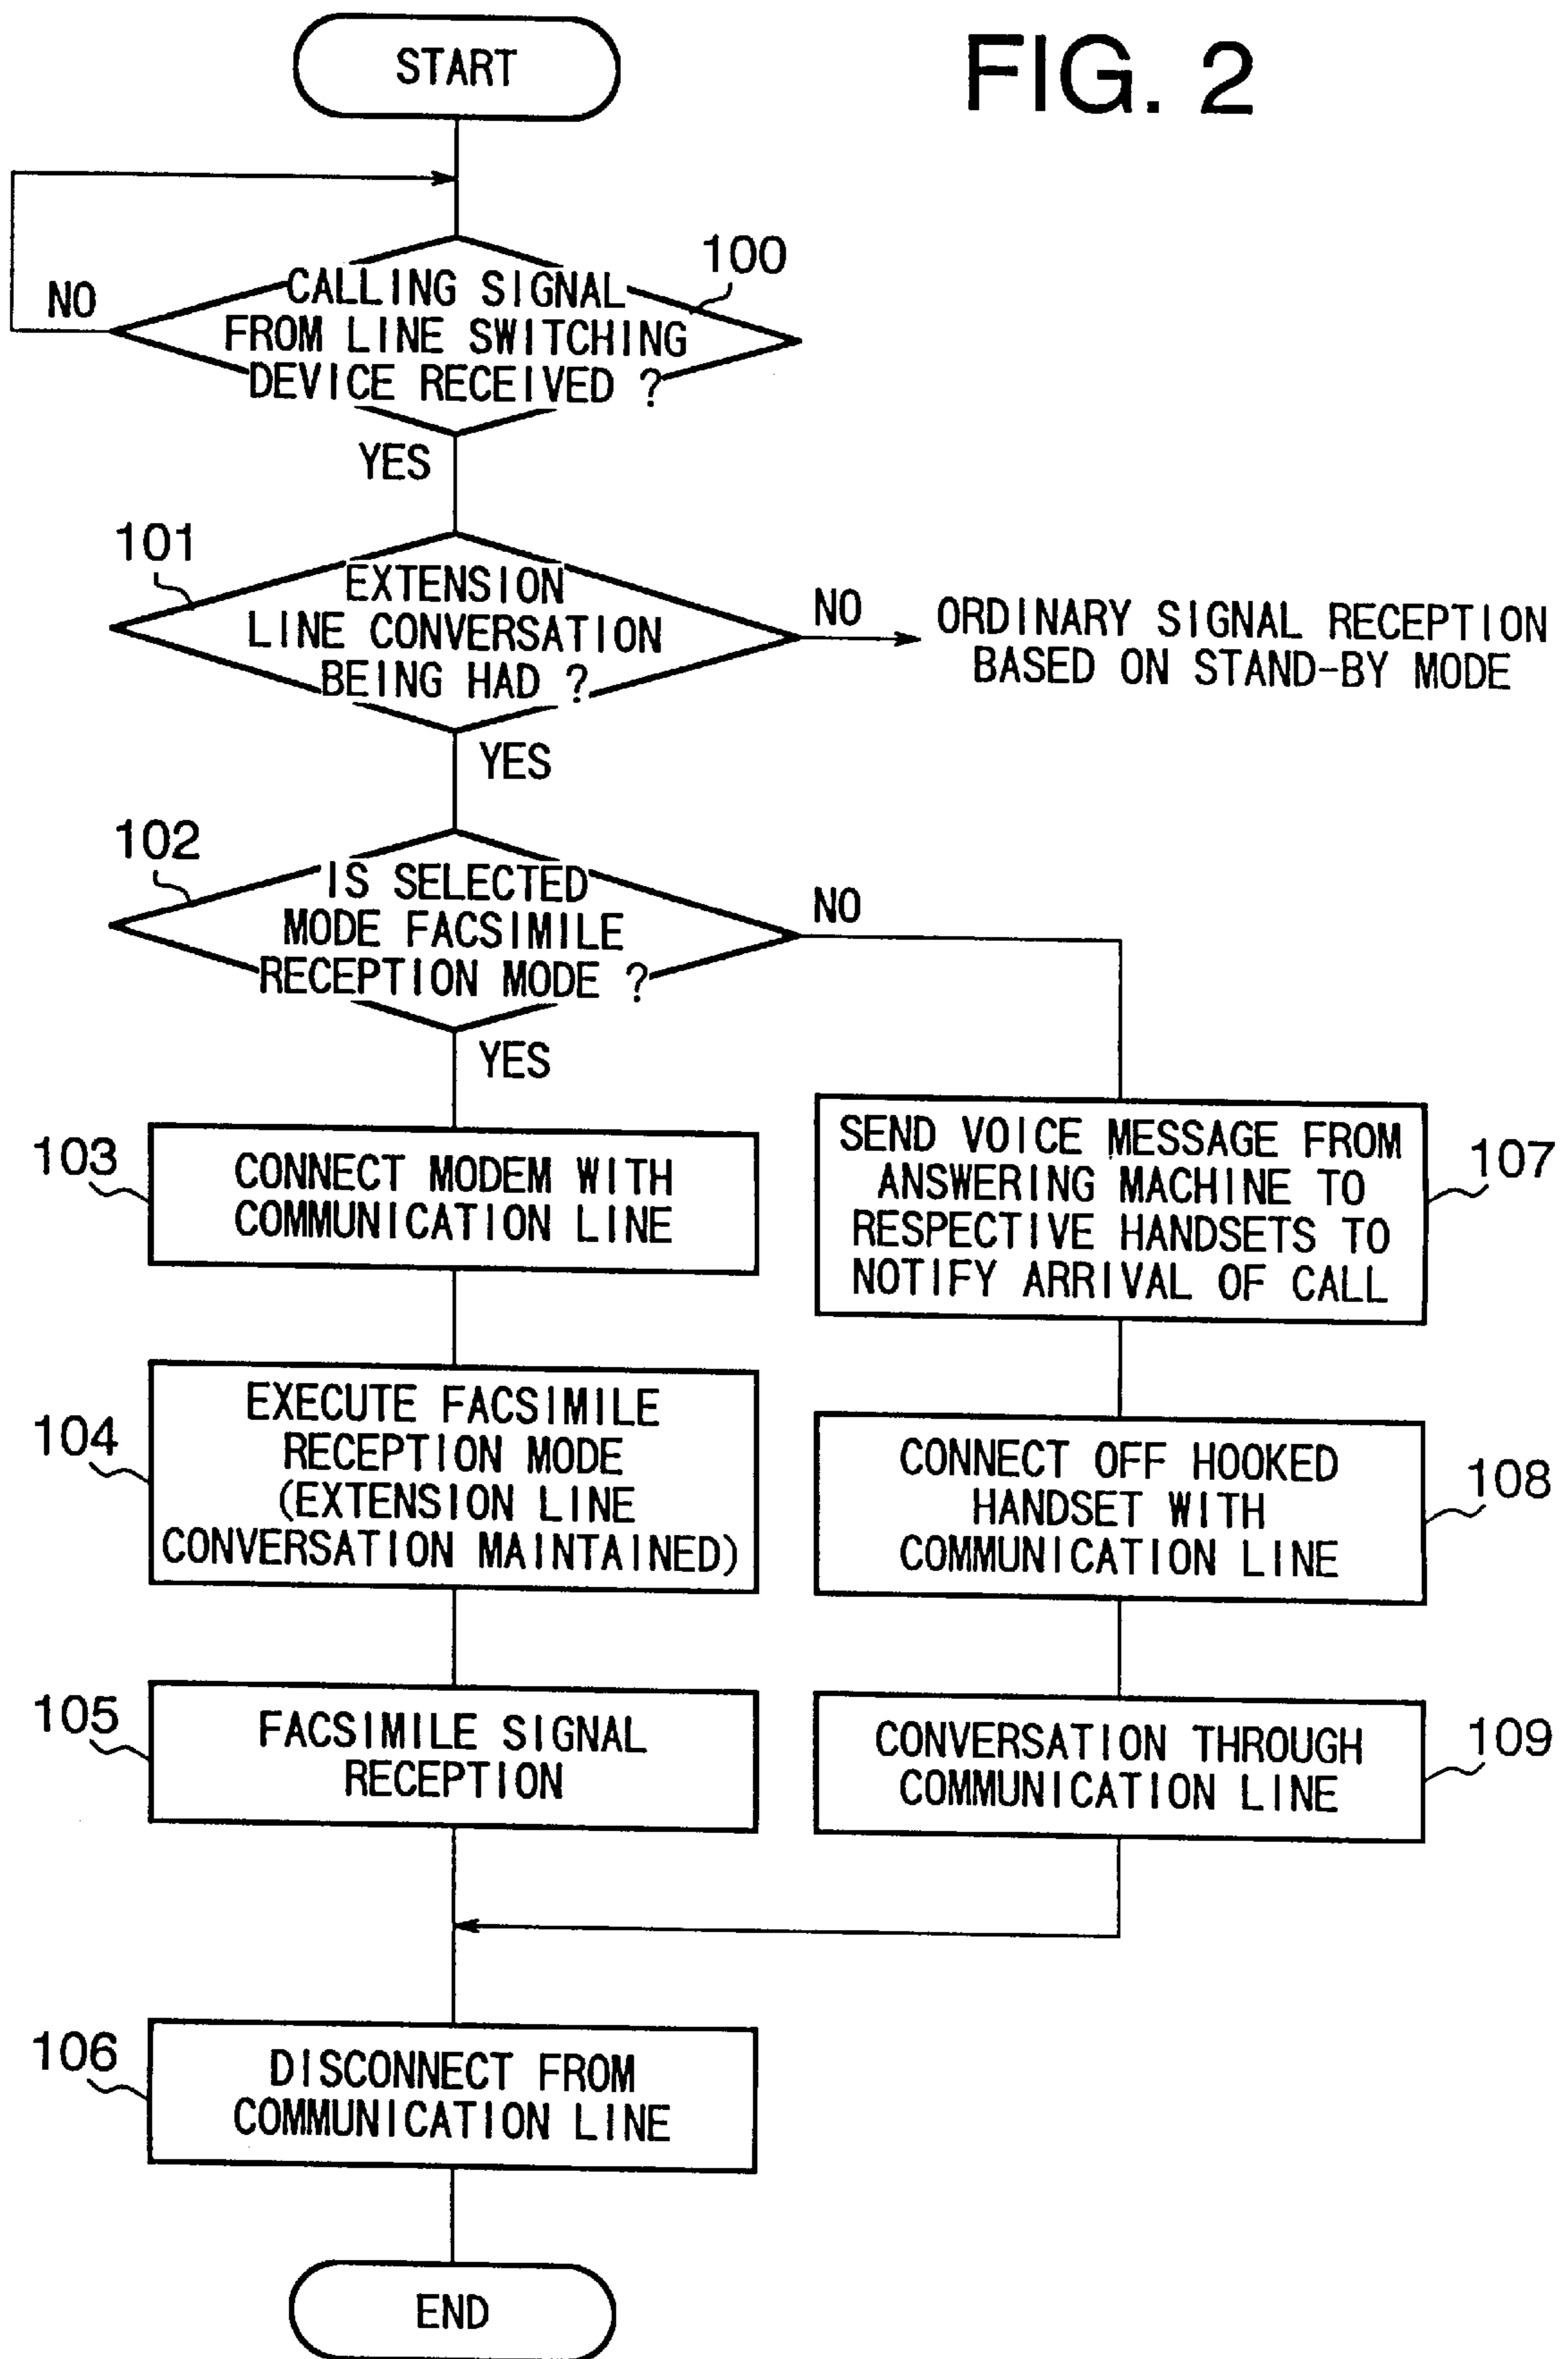 START
FIG. 2
100
NO
CALLING SIGNAL
FROM LINE SWITCHING
DEVICE RECEIVED ?
YES
101
EXTENSION
LINE CONVERSATION
BEING HAD ?
NO
ORDINARY SIGNAL RECEPTION
BASED ON STAND-BY MODE
YES
102
IS SELECTED
MODE FACSIMILE
RECEPTION MODE ?
NO
YES
103
CONNECT MODEM WITH
COMMUNICATION LINE
SEND VOICE MESSAGE FROM
ANSWERING MACHINE TO
RESPECTIVE HANDSETS TO
NOTIFY ARRIVAL OF CALL
107
104
EXECUTE FACSIMILE
RECEPTION MODE
(EXTENSION LINE
CONVERSATION MAINTAINED)
CONNECT OFF HOOKED
HANDSET WITH
COMMUNICATION LINE
108
105
FACSIMILE SIGNAL
RECEPTION
CONVERSATION THROUGH
COMMUNICATION LINE
109
106
DISCONNECT FROM
COMMUNICATION LINE
END